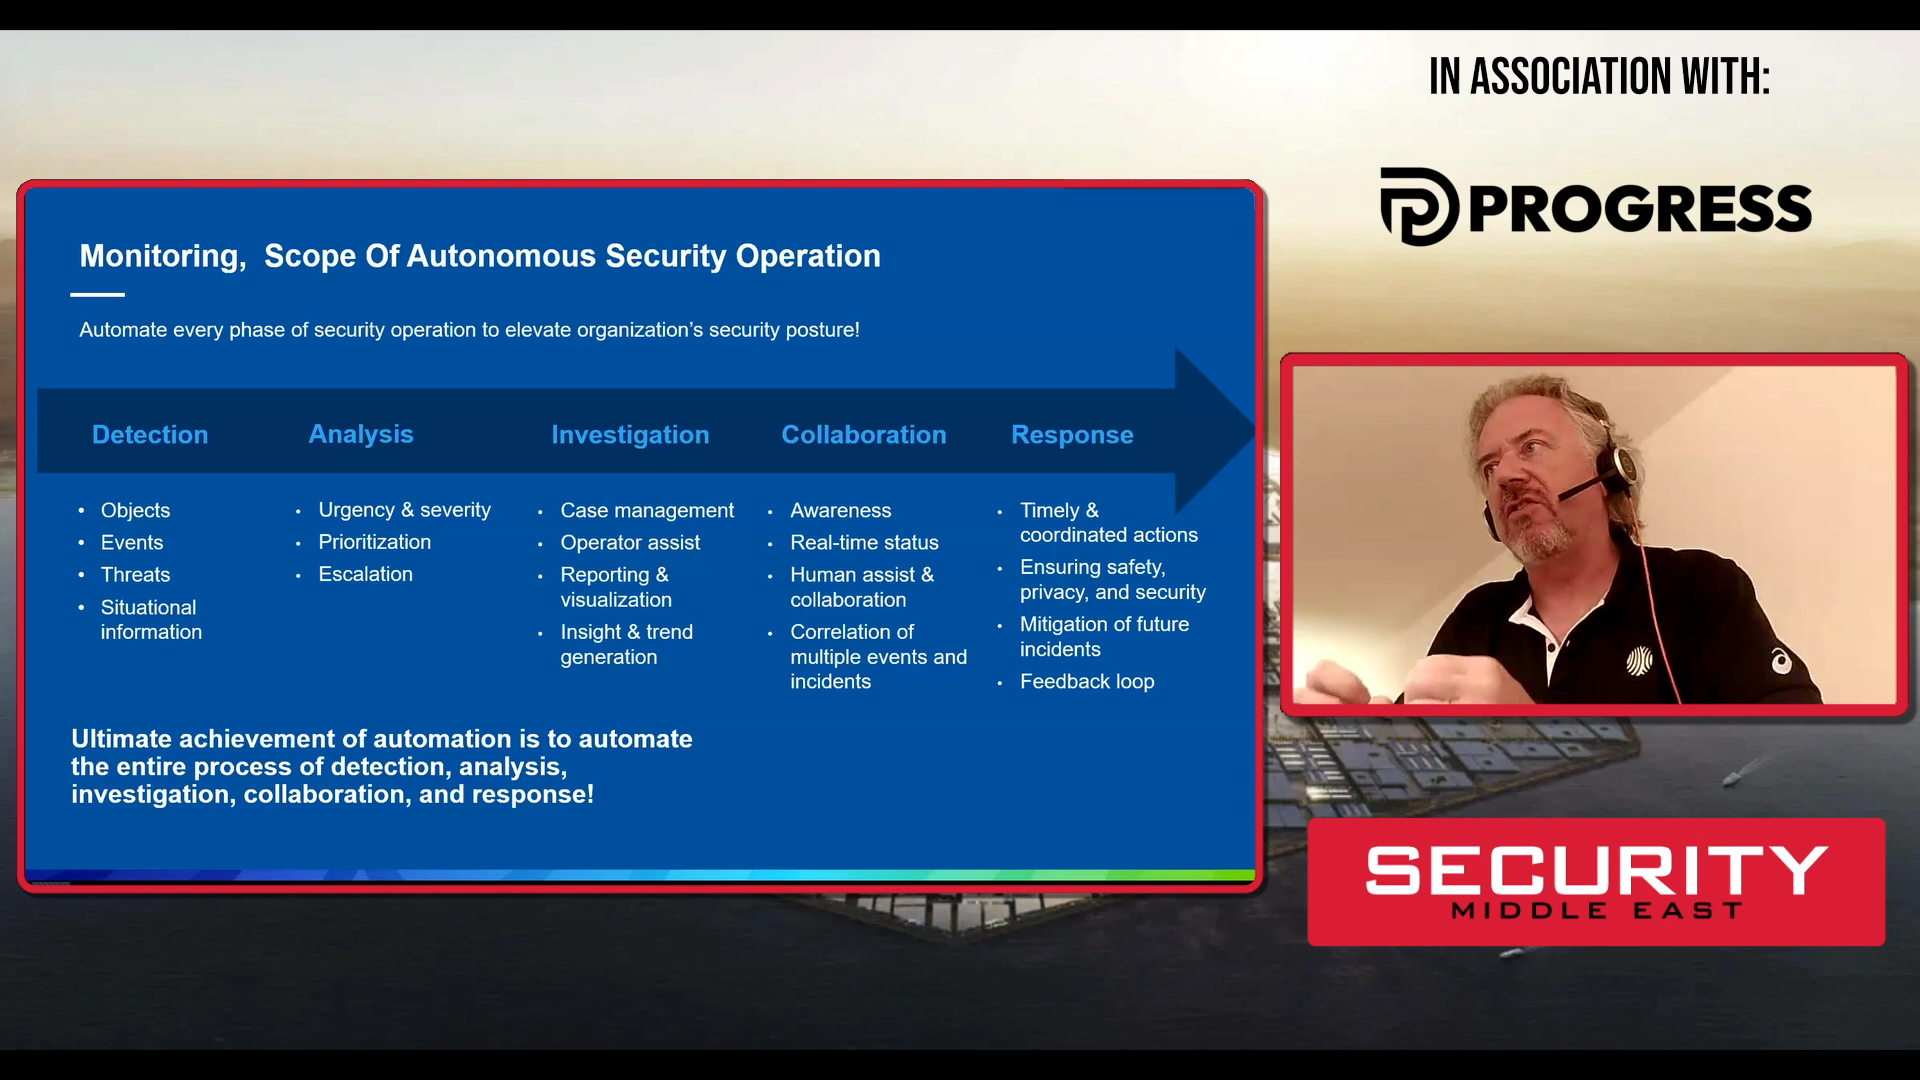 IN ASSOCIATION WITH:
PROGRESS
Monitoring,  Scope Of Autonomous Security Operation
Automate every phase of security operation to elevate organization’s security posture!
Detection
Analysis
Investigation
Collaboration
Response
• Objects
• Events
• Threats
• Situational
information
• Urgency & severity
• Prioritization
• Escalation
• Case management
• Operator assist
• Reporting &
visualization
• Insight & trend
generation
• Awareness
• Real-time status
• Human assist &
collaboration
• Correlation of
multiple events and
incidents
• Timely &
coordinated actions
• Ensuring safety,
privacy, and security
• Mitigation of future
incidents
• Feedback loop
Ultimate achievement of automation is to automate
the entire process of detection, analysis,
investigation, collaboration, and response!
SECURITY
MIDDLE EAST